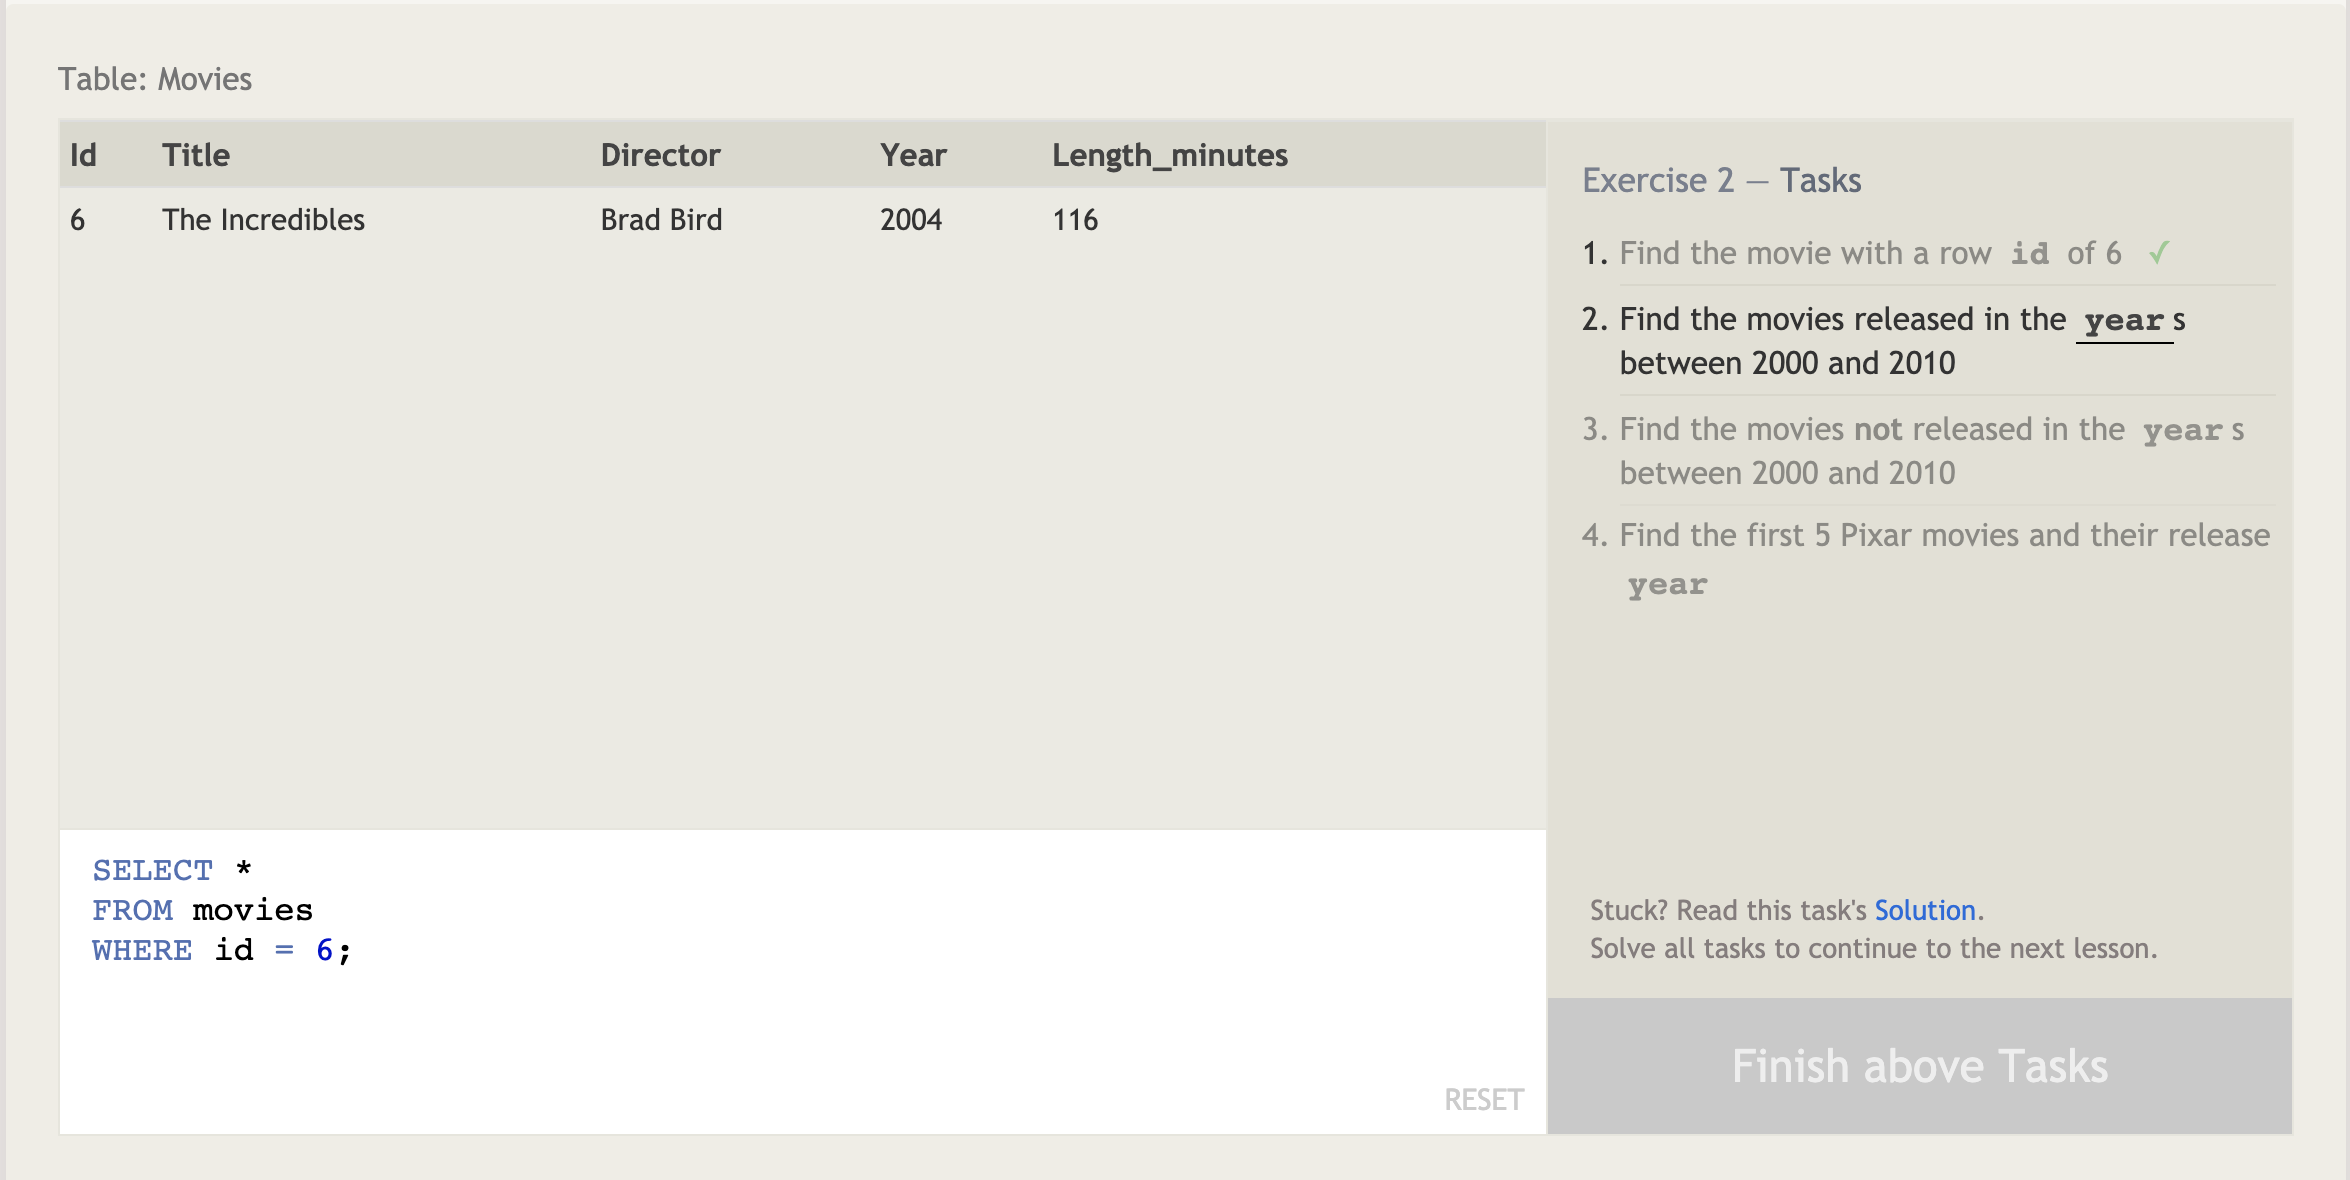 Table: Movies
Id Title Director Year Length_minutes
6 The Incredibles Brad Bird 2004 116
SELECT *
FROM movies
WHERE id = 6;
RESET
Exercise 2 — Tasks
1. Find the movie with a row id of 6 ✓
2. Find the movies released in the years
between 2000 and 2010
3. Find the movies not released in the years
between 2000 and 2010
4. Find the first 5 Pixar movies and their release
year
Stuck? Read this task's Solution.
Solve all tasks to continue to the next lesson.
Finish above Tasks